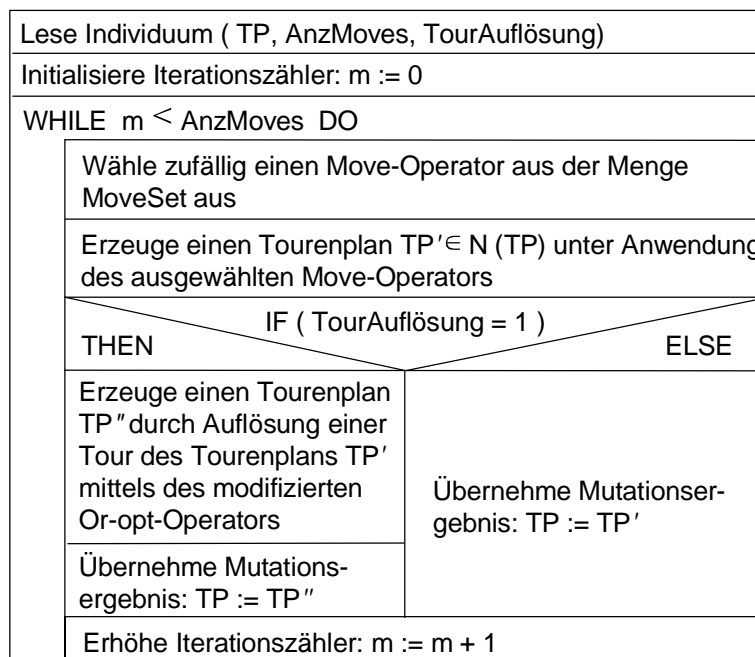 Lese Individuum ( TP, AnzMoves, TourAuflösung)
Initialisiere Iterationszähler: m := 0
WHILE m < AnzMoves DO
Wähle zufällig einen Move-Operator aus der Menge
MoveSet aus
Erzeuge einen Tourenplan TP′ ∈ N (TP) unter Anwendung
des ausgewählten Move-Operators
IF ( TourAuflösung = 1 )
THEN
ELSE
Erzeuge einen Tourenplan
TP″ durch Auflösung einer
Tour des Tourenplans TP′
mittels des modifizierten
Or-opt-Operators
Übernehme Mutations-
ergebnis: TP := TP″
Übernehme Mutationser-
gebnis: TP := TP′
Erhöhe Iterationszähler: m := m + 1